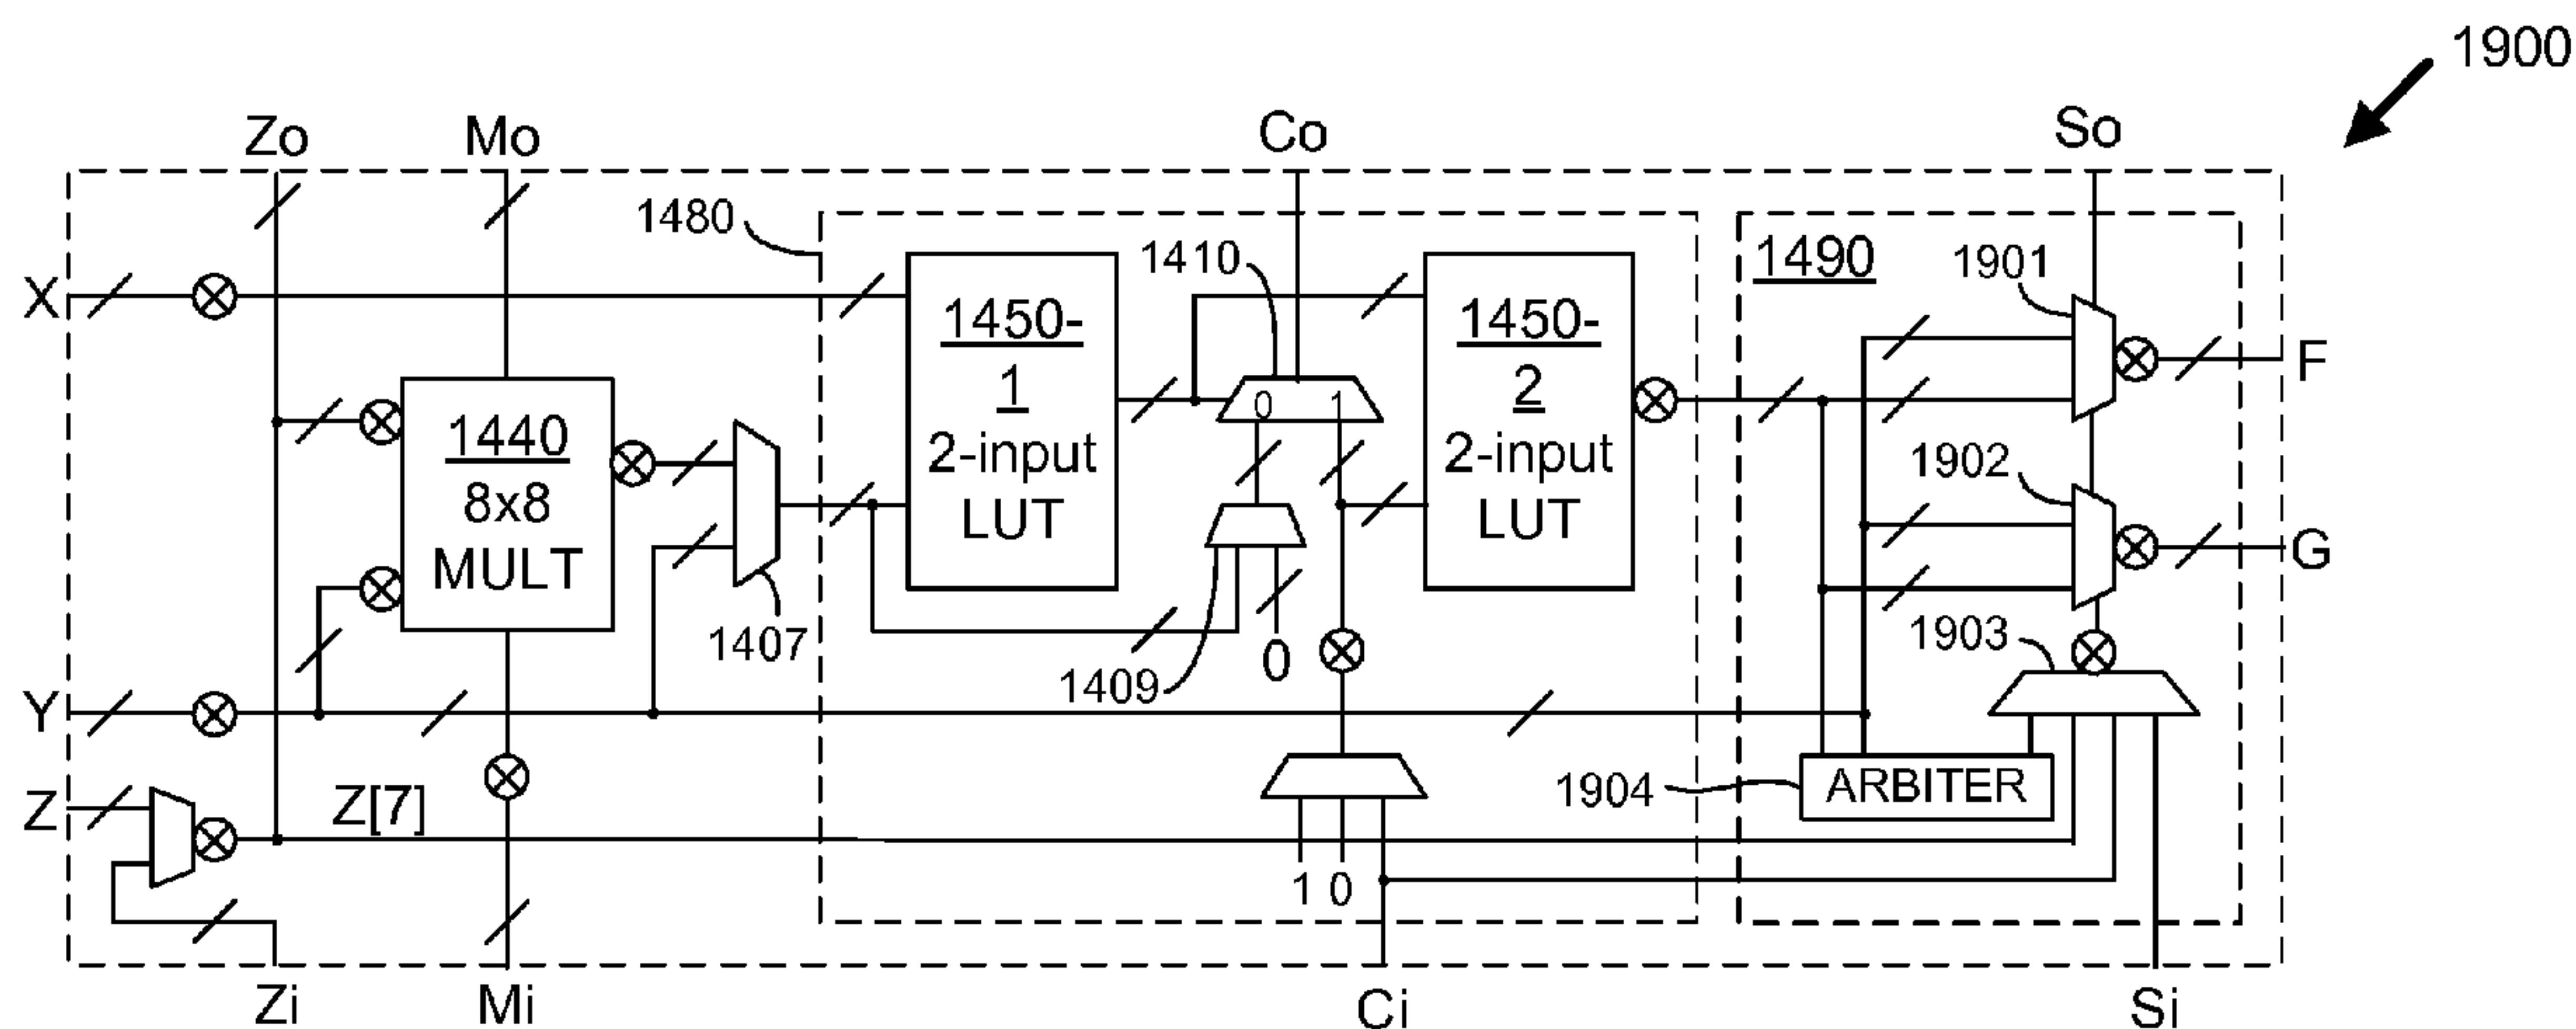 1900
Zo
Mo
Co
So
1480
1410
1490
1901
X
1450-
1
2-input
LUT
1450-
2
2-input
LUT
F
0 1
1440
8x8
MULT
1902
G
1407
1409
0
1903
Y
Z
Z[7]
1904
ARBITER
1 0
Zi
Mi
Ci
Si